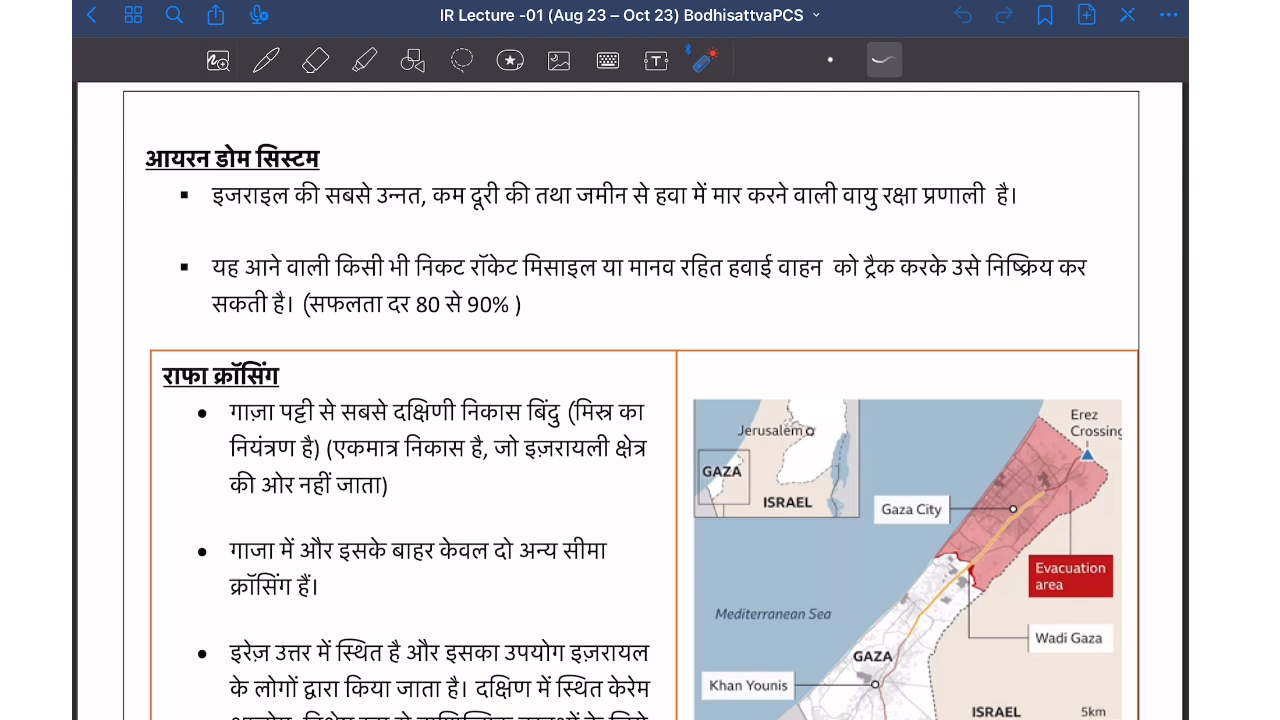 IR Lecture -01 (Aug 23 – Oct 23) BodhisattvaPCS
आयरन डोम सिस्टम
इजराइल की सबसे उन्नत, कम दूरी की तथा जमीन से हवा में मार करने वाली वायु रक्षा प्रणाली है।
यह आने वाली किसी भी निकट रॉकेट मिसाइल या मानव रहित हवाई वाहन को ट्रैक करके उसे निष्क्रिय कर
सकती है। (सफलता दर 80 से 90% )
राफा क्रॉसिंग
गाज़ा पट्टी से सबसे दक्षिणी निकास बिंदु (मिस्र का
नियंत्रण है) (एकमात्र निकास है, जो इज़रायली क्षेत्र
की ओर नहीं जाता)
गाजा में और इसके बाहर केवल दो अन्य सीमा
क्रॉसिंग हैं।
इरेज़ उत्तर में स्थित है और इसका उपयोग इज़रायल
के लोगों द्वारा किया जाता है। दक्षिण में स्थित केरेम
Jerusalem
GAZA
ISRAEL
Erez
Crossing
Gaza City
Evacuation
area
Mediterranean Sea
Wadi Gaza
GAZA
Khan Younis
ISRAEL
5km